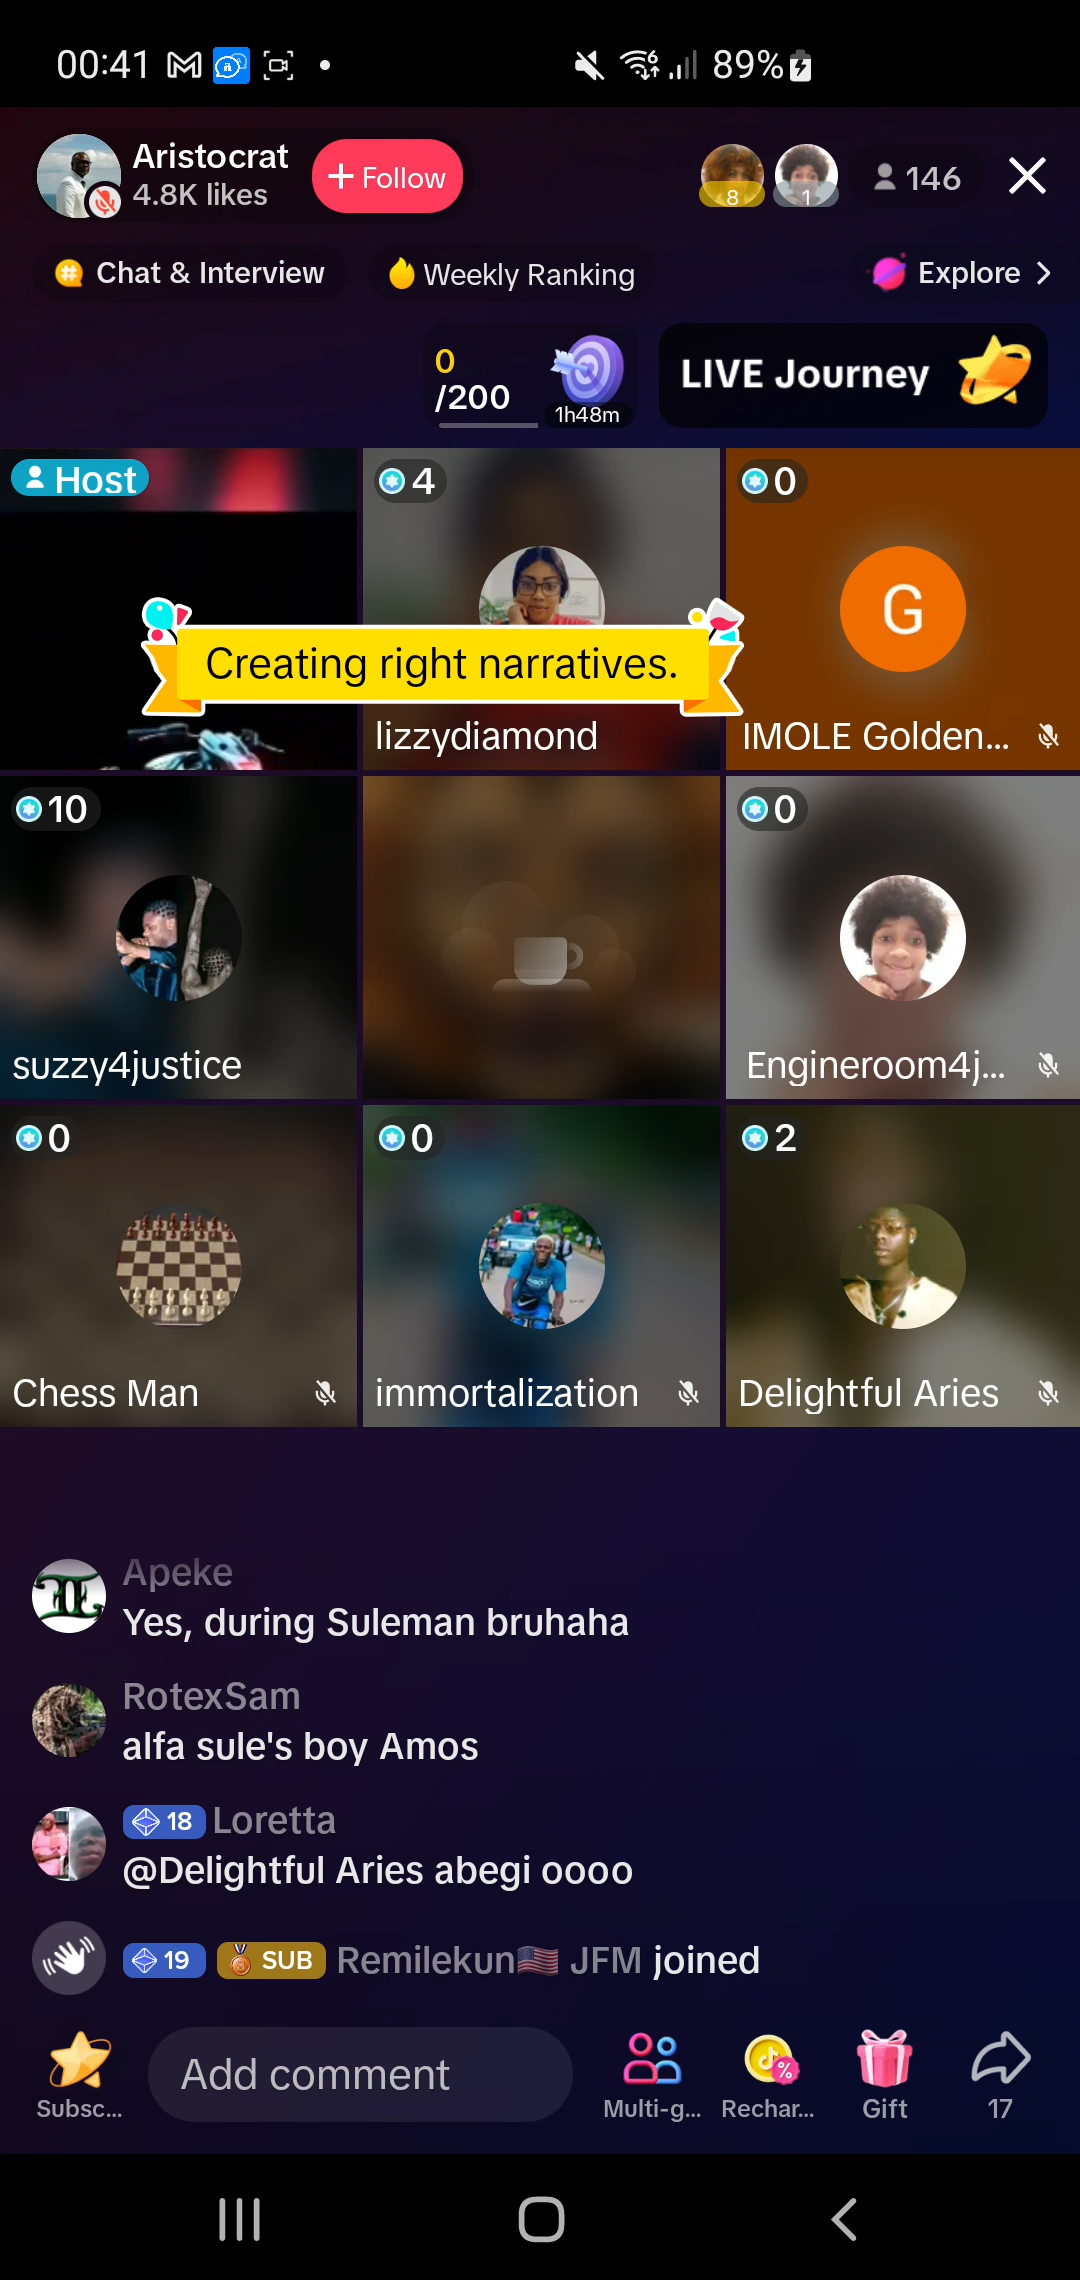 00:41
89%
Aristocrat
4.8K likes
+ Follow
8
1
146
Chat & Interview
Weekly Ranking
Explore
0
/200
1h48m
LIVE Journey
Host
4
0
G
Creating right narratives.
lizzydiamond
IMOLE Golden...
10
0
suzzy4justice
Engineroom4j...
0
0
2
Chess Man
immortalization
Delightful Aries
Apeke
Yes, during Suleman bruhaha
RotexSam
alfa sule's boy Amos
18 Loretta
@Delightful Aries abegi oooo
19 SUB Remilekun🇺🇸 JFM joined
Add comment
Subsc...
Multi-g...
Rechar...
Gift
17